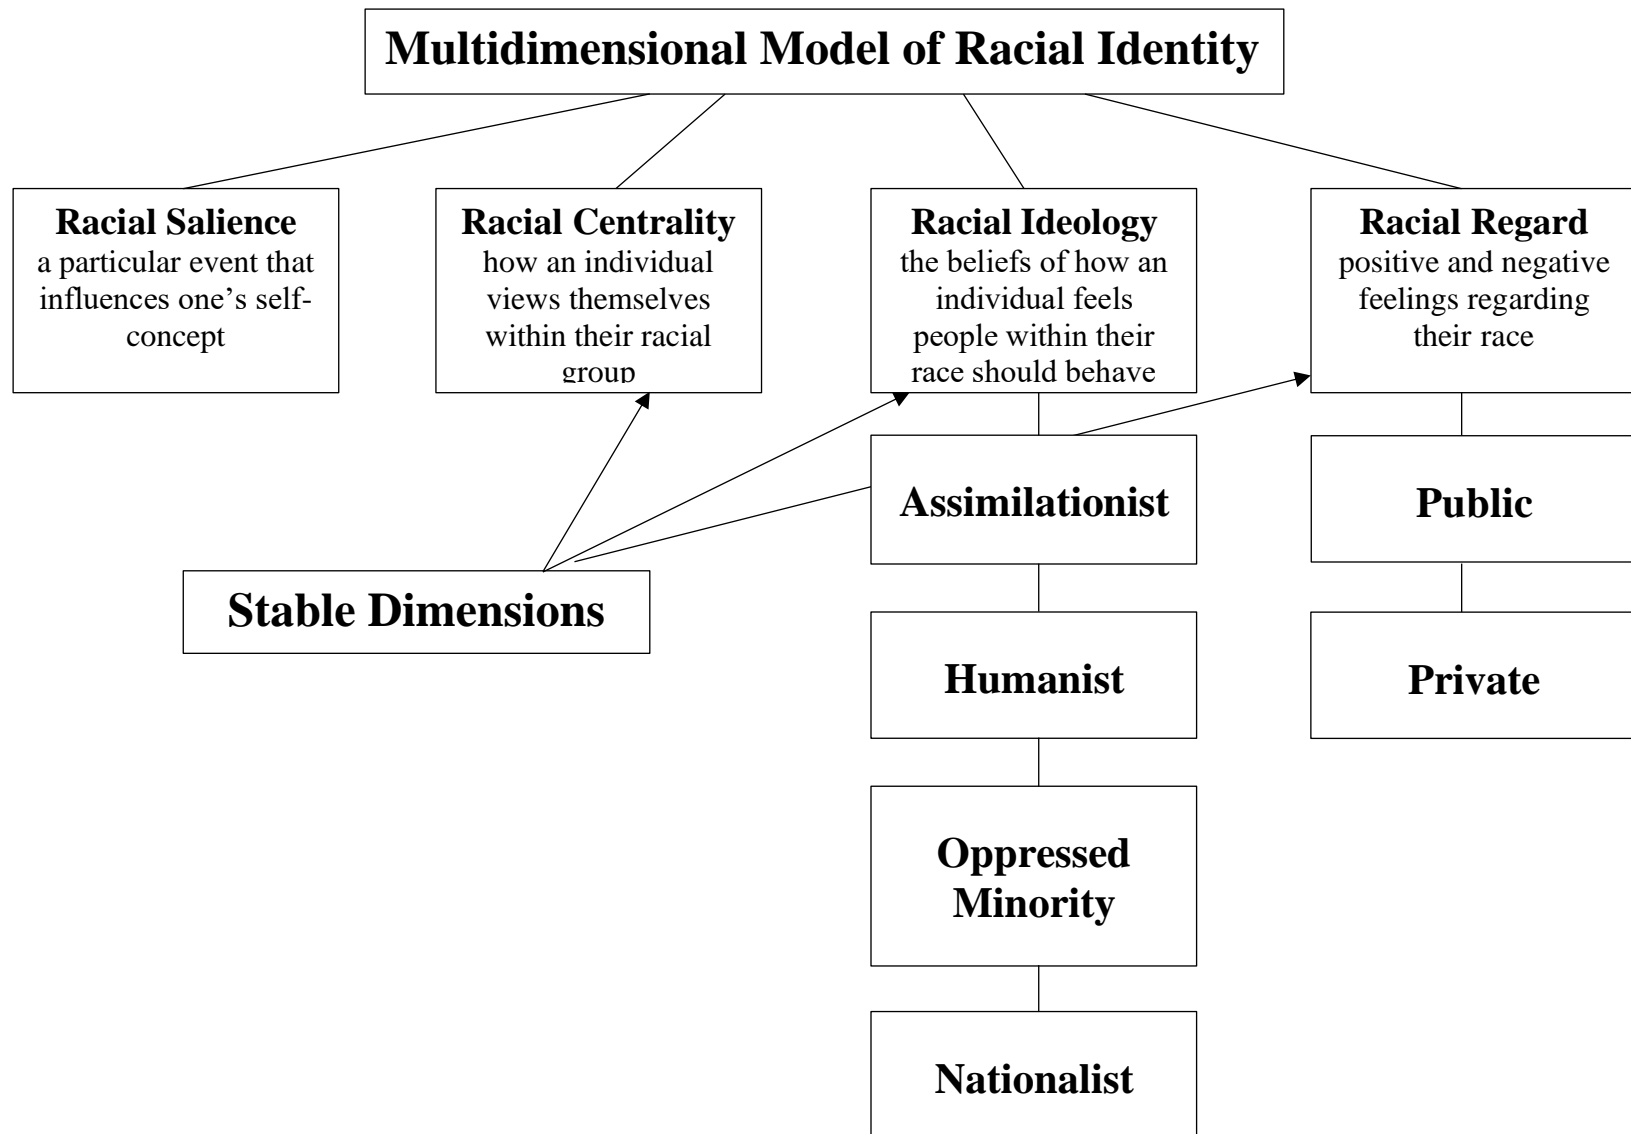 Multidimensional Model of Racial Identity
Racial Salience
a particular event that
influences one’s self-
concept
Racial Centrality
how an individual
views themselves
within their racial
group
Racial Ideology
the beliefs of how an
individual feels
people within their
race should behave
Racial Regard
positive and negative
feelings regarding
their race
Stable Dimensions
Assimilationist
Humanist
Oppressed
Minority
Nationalist
Public
Private